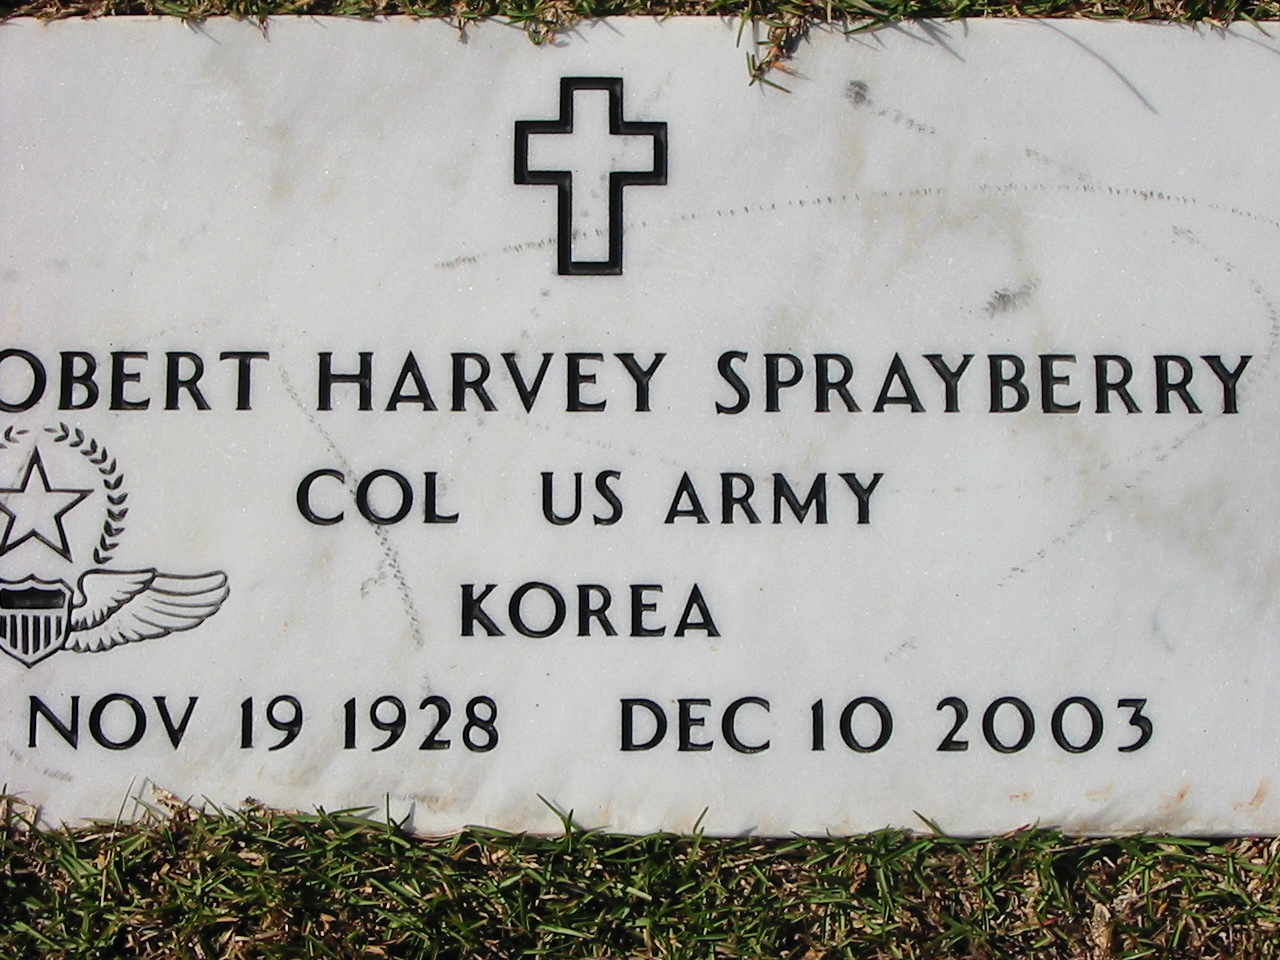 OBERT HARVEY SPRAYBERRY
COL US ARMY
KOREA
NOV 19 1928 DEC 10 2003